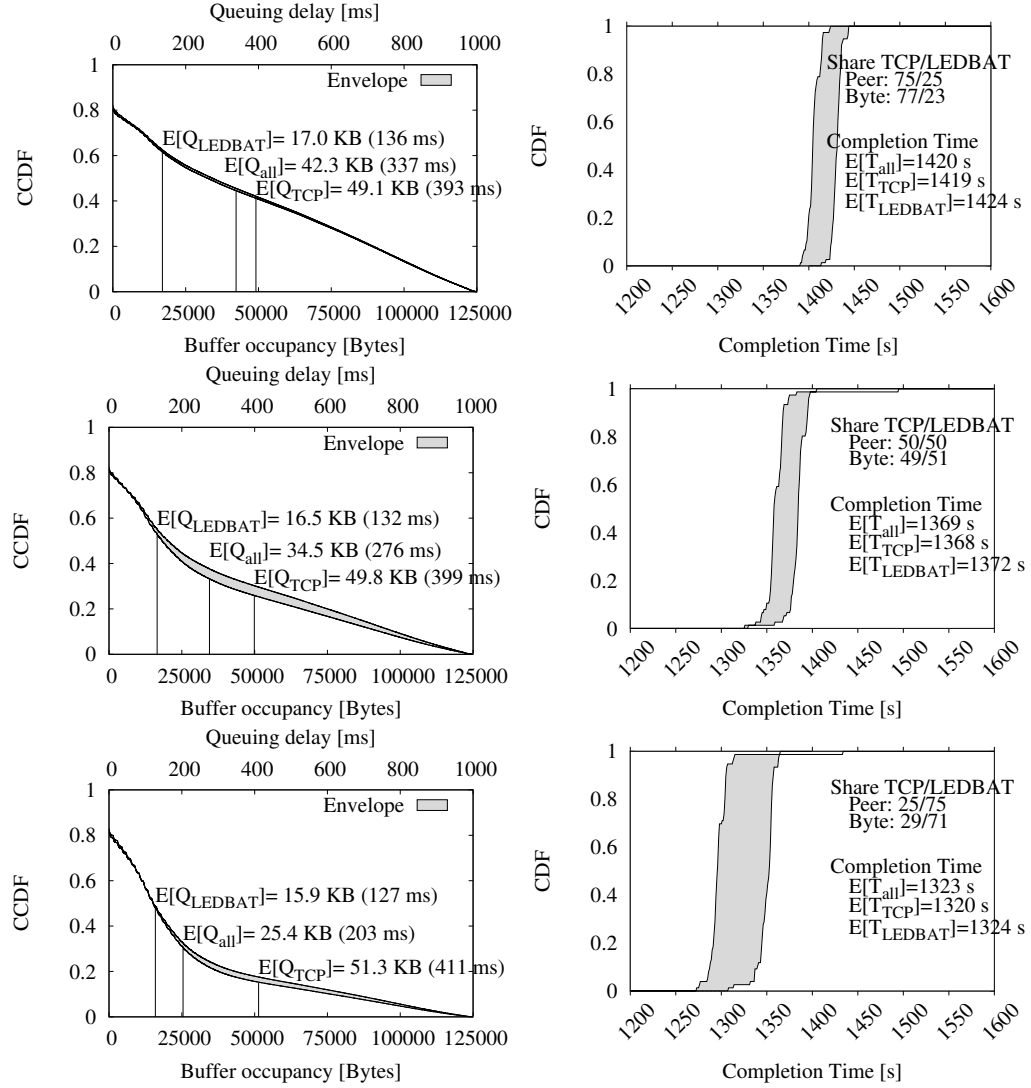 Queuing delay [ms]
0 200 400 600 800 1000
1
0.8
0.6
0.4
0.2
0
CCDF
Envelope
E[Q_LEDBAT]= 17.0 KB (136 ms)
E[Q_all]= 42.3 KB (337 ms)
E[Q_TCP]= 49.1 KB (393 ms)
0 25000 50000 75000 100000 125000
Buffer occupancy [Bytes]
1
0.8
0.6
0.4
0.2
0
CDF
Share TCP/LEDBAT
Peer: 75/25
Byte: 77/23
Completion Time
E[T_all]=1420 s
E[T_TCP]=1419 s
E[T_LEDBAT]=1424 s
1200 1250 1300 1350 1400 1450 1500 1550 1600
Completion Time [s]
Queuing delay [ms]
0 200 400 600 800 1000
1
0.8
0.6
0.4
0.2
0
CCDF
Envelope
E[Q_LEDBAT]= 16.5 KB (132 ms)
E[Q_all]= 34.5 KB (276 ms)
E[Q_TCP]= 49.8 KB (399 ms)
0 25000 50000 75000 100000 125000
Buffer occupancy [Bytes]
1
0.8
0.6
0.4
0.2
0
CDF
Share TCP/LEDBAT
Peer: 50/50
Byte: 49/51
Completion Time
E[T_all]=1369 s
E[T_TCP]=1368 s
E[T_LEDBAT]=1372 s
1200 1250 1300 1350 1400 1450 1500 1550 1600
Completion Time [s]
Queuing delay [ms]
0 200 400 600 800 1000
1
0.8
0.6
0.4
0.2
0
CCDF
Envelope
E[Q_LEDBAT]= 15.9 KB (127 ms)
E[Q_all]= 25.4 KB (203 ms)
E[Q_TCP]= 51.3 KB (411 ms)
0 25000 50000 75000 100000 125000
Buffer occupancy [Bytes]
1
0.8
0.6
0.4
0.2
0
CDF
Share TCP/LEDBAT
Peer: 25/75
Byte: 29/71
Completion Time
E[T_all]=1323 s
E[T_TCP]=1320 s
E[T_LEDBAT]=1324 s
1200 1250 1300 1350 1400 1450 1500 1550 1600
Completion Time [s]